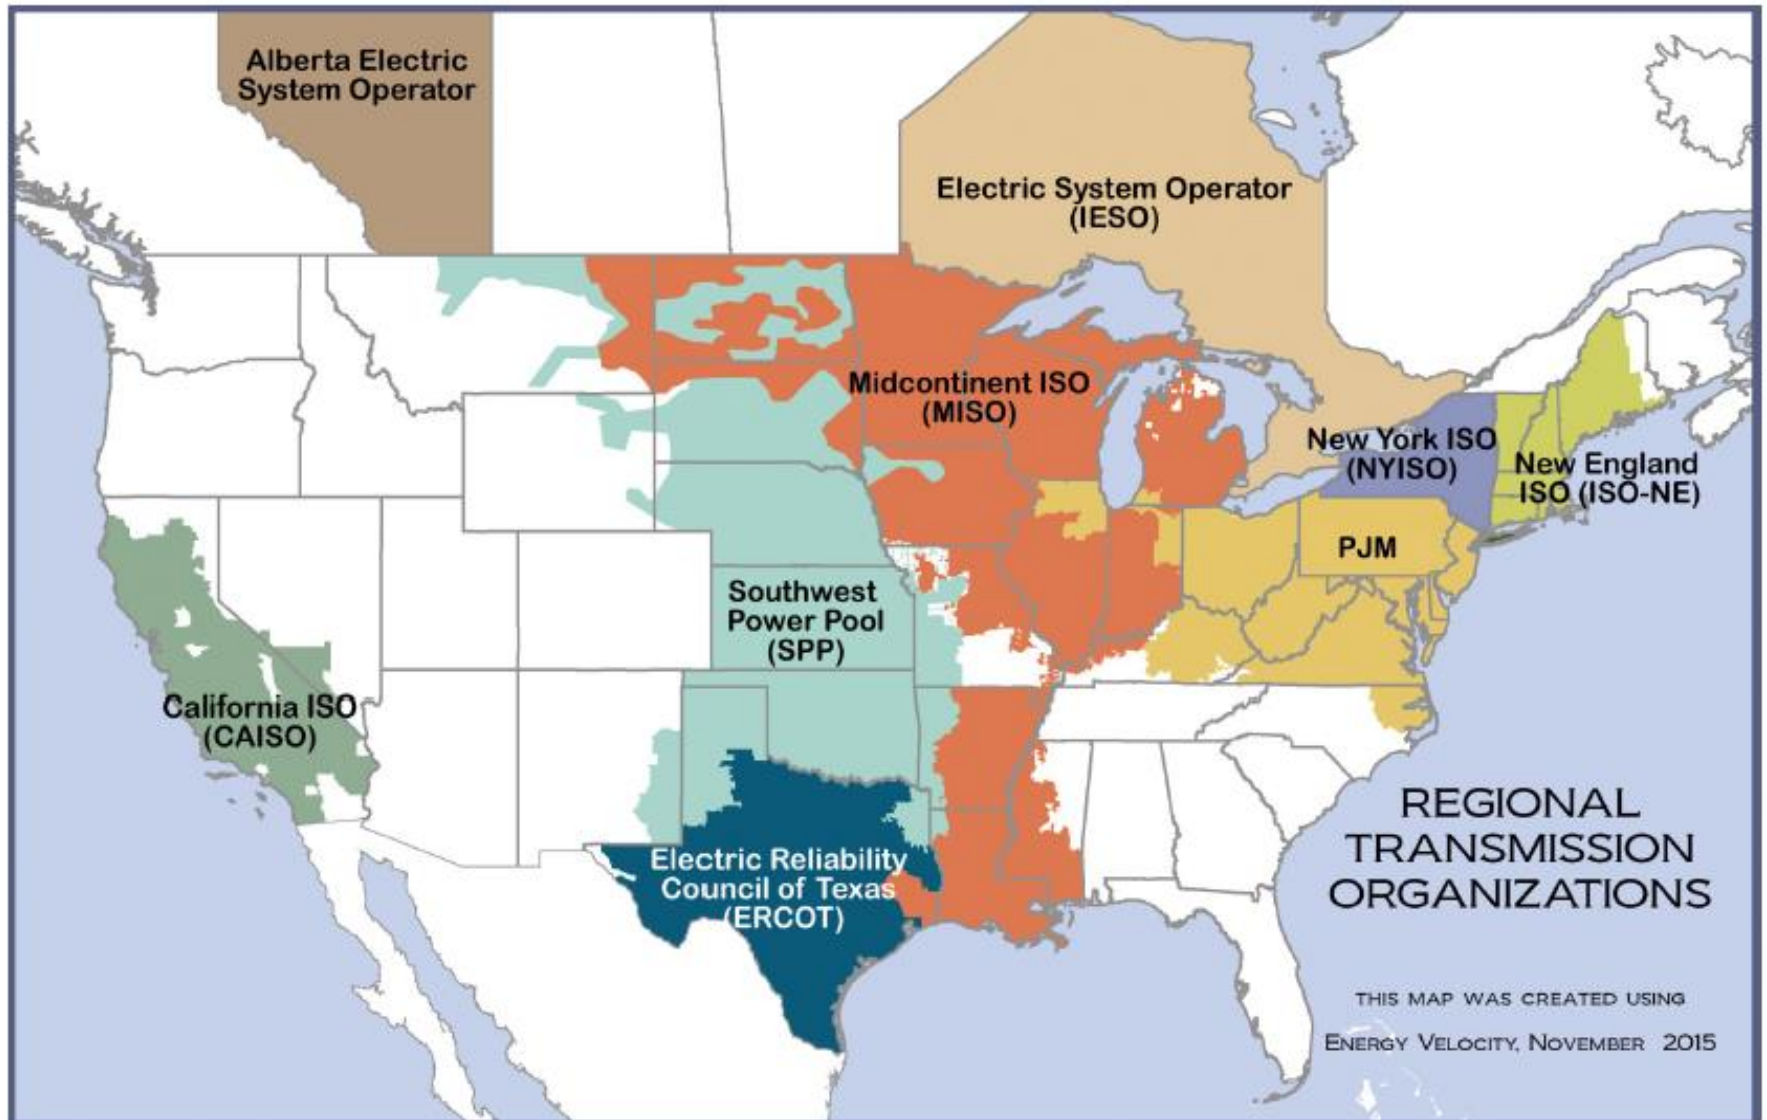 Alberta Electric
System Operator
Electric System Operator
(IESO)
Midcontinent ISO
(MISO)
New York ISO
(NYISO)
New England
ISO (ISO-NE)
PJM
Southwest
Power Pool
(SPP)
California ISO
(CAISO)
Electric Reliability
Council of Texas
(ERCOT)
REGIONAL
TRANSMISSION
ORGANIZATIONS
THIS MAP WAS CREATED USING
ENERGY VELOCITY, NOVEMBER 2015